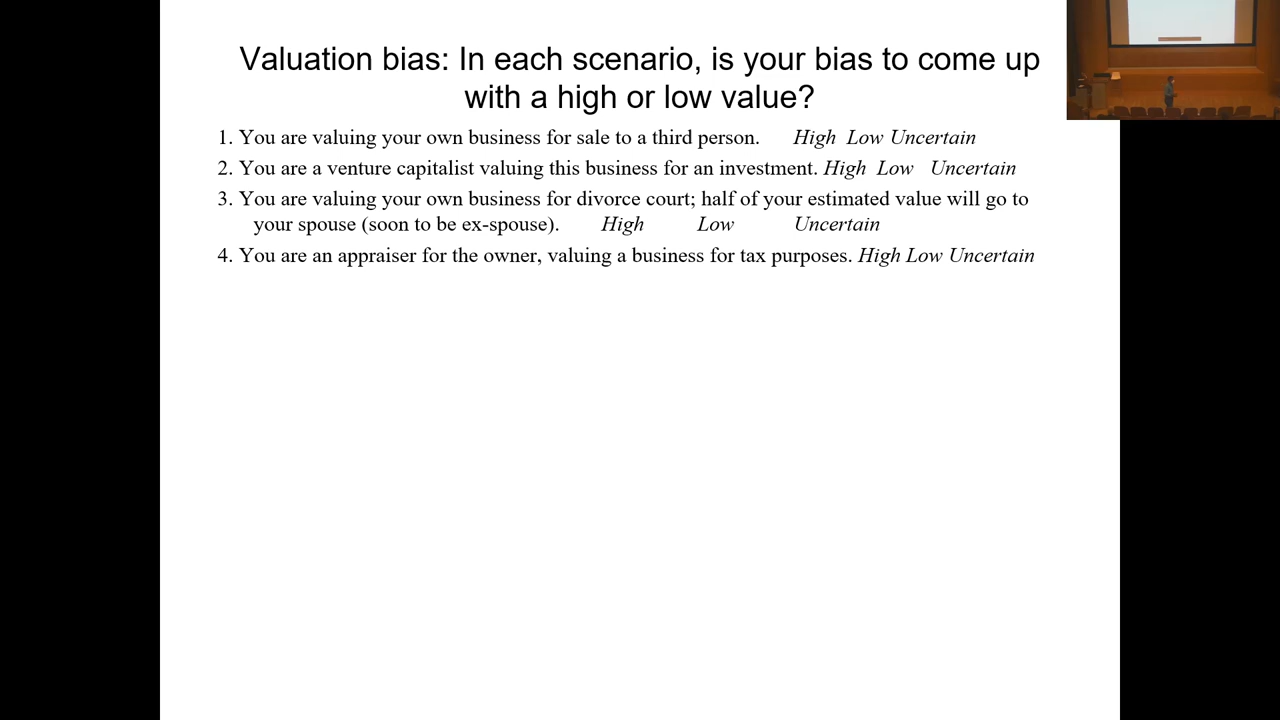 Valuation bias: In each scenario, is your bias to come up
with a high or low value?
1. You are valuing your own business for sale to a third person. High Low Uncertain
2. You are a venture capitalist valuing this business for an investment. High Low Uncertain
3. You are valuing your own business for divorce court; half of your estimated value will go to
your spouse (soon to be ex-spouse). High Low Uncertain
4. You are an appraiser for the owner, valuing a business for tax purposes. High Low Uncertain